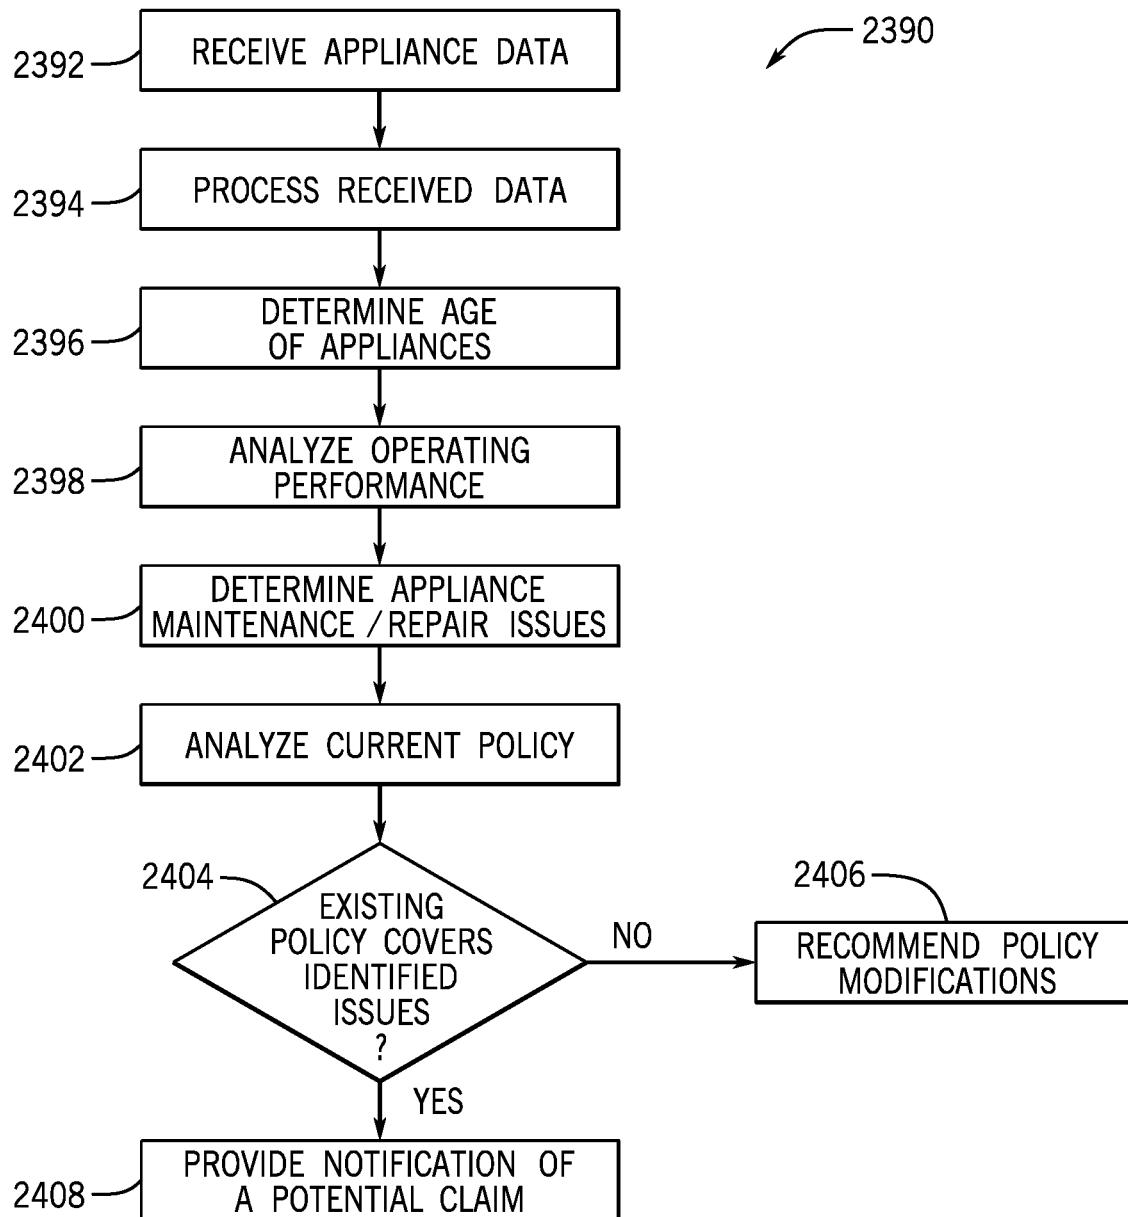 2390
2392
RECEIVE APPLIANCE DATA
2394
PROCESS RECEIVED DATA
2396
DETERMINE AGE
OF APPLIANCES
2398
ANALYZE OPERATING
PERFORMANCE
2400
DETERMINE APPLIANCE
MAINTENANCE / REPAIR ISSUES
2402
ANALYZE CURRENT POLICY
2404
EXISTING
POLICY COVERS
IDENTIFIED
ISSUES
?
NO
2406
RECOMMEND POLICY
MODIFICATIONS
YES
2408
PROVIDE NOTIFICATION OF
A POTENTIAL CLAIM